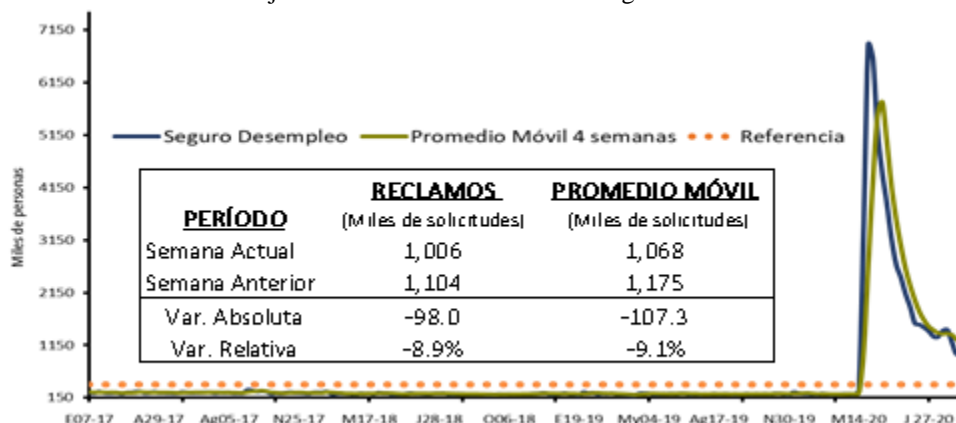 7150
6150
5150
4150
3150
2150
1150
150
Miles de personas
Seguro Desempleo
Promedio Móvil 4 semanas
Referencia
PERÍODO RECLAMOS PROMEDIO MÓVIL
(Miles de solicitudes) (Miles de solicitudes)
Semana Actual 1,006 1,068
Semana Anterior 1,104 1,175
Var. Absoluta -98.0 -107.3
Var. Relativa -8.9% -9.1%
E07-17 A29-17 Ag05-17 N25-17 M17-18 J28-18 O06-18 E19-19 My04-19 Ag17-19 N30-19 M14-20 J27-20